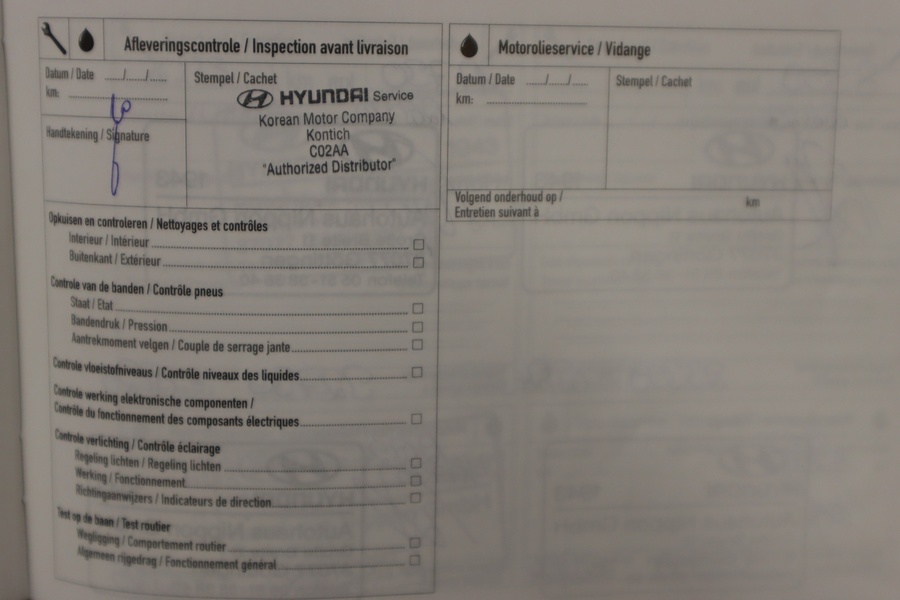 Afleveringscontrole / Inspection avant livraison
Datum / Date ...../...../.....
km: ....................
Handtekening / Signature
Stempel / Cachet
HYUNDAI Service
Korean Motor Company
Kontich
C02AA
"Authorized Distributor"
Opkuisen en controleren / Nettoyages et contrôles
Interieur / Intérieur
Buitenkant / Extérieur
Controle van de banden / Contrôle pneus
Staat / Etat
Bandendruk / Pression
Aantrekmoment velgen / Couple de serrage jante
Controle vloeistofniveaus / Contrôle niveaux des liquides
Controle werking elektronische componenten /
Contrôle du fonctionnement des composants électriques
Controle verlichting / Contrôle éclairage
Regeling lichten / Regeling lichten
Werking / Fonctionnement
Richtingaanwijzers / Indicateurs de direction
Test op de baan / Test routier
Wegligging / Comportement routier
Algemeen rijgedrag / Fonctionnement général
Motorolieservice / Vidange
Datum / Date ...../...../.....
km: ....................
Stempel / Cachet
Volgend onderhoud op /
Entretien suivant à
km